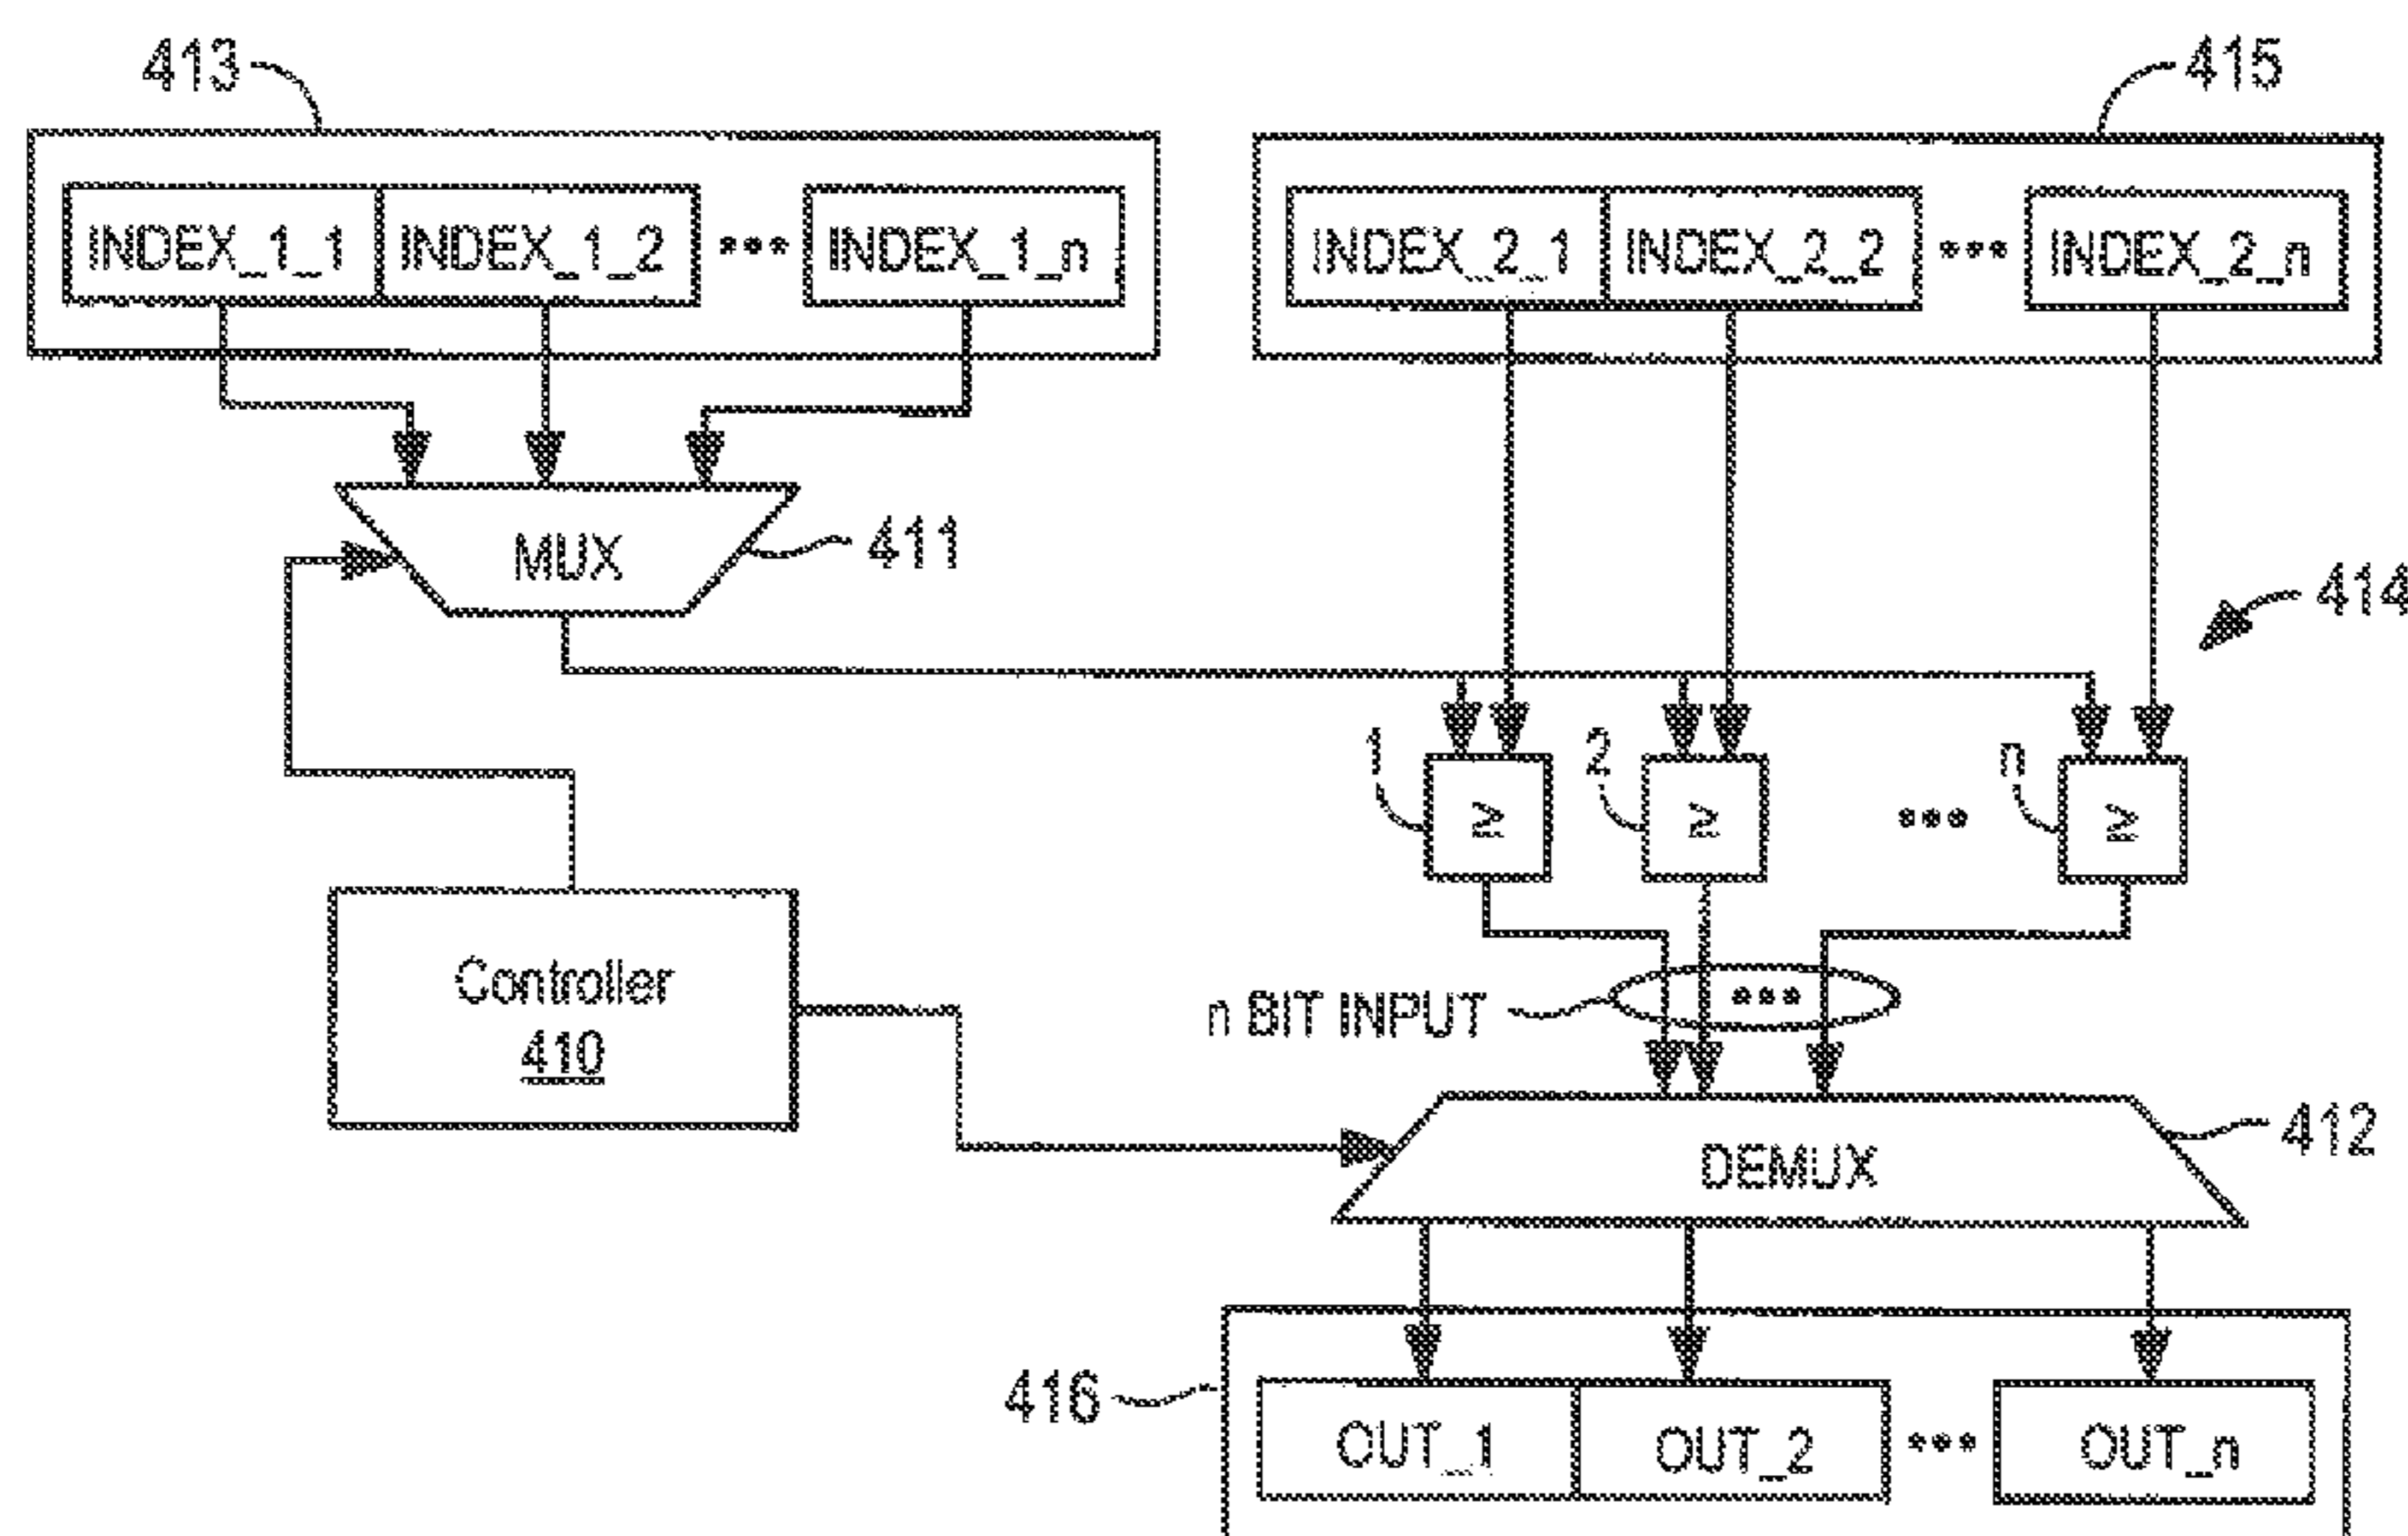 413
415
INDEX_1_1 INDEX_1_2 ••• INDEX_1_n
INDEX_2_1 INDEX_2_2 ••• INDEX_2_n
MUX
411
414
1
2
n
≥ ≥ ••• ≥
Controller
410
n BIT INPUT
•••
DEMUX
412
416
OUT_1 OUT_2 ••• OUT_n